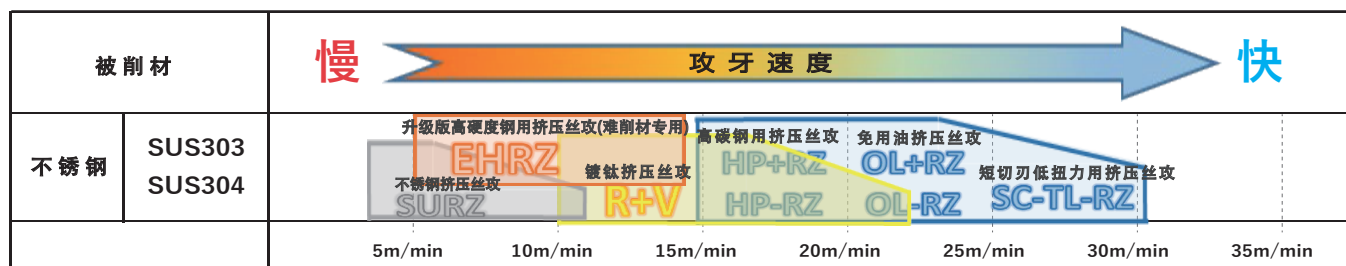 被削材
慢
攻牙速度
快
不锈钢
SUS303
SUS304
升级版高硬度钢用挤压丝攻(难削材专用)
EHRZ
不锈钢挤压丝攻
SURZ
镀钛挤压丝攻
R+V
高碳钢用挤压丝攻
HP+RZ
HP-RZ
免用油挤压丝攻
OL+RZ
OL-RZ
短切刃低扭力用挤压丝攻
SC-TL-RZ
5m/min
10m/min
15m/min
20m/min
25m/min
30m/min
35m/min